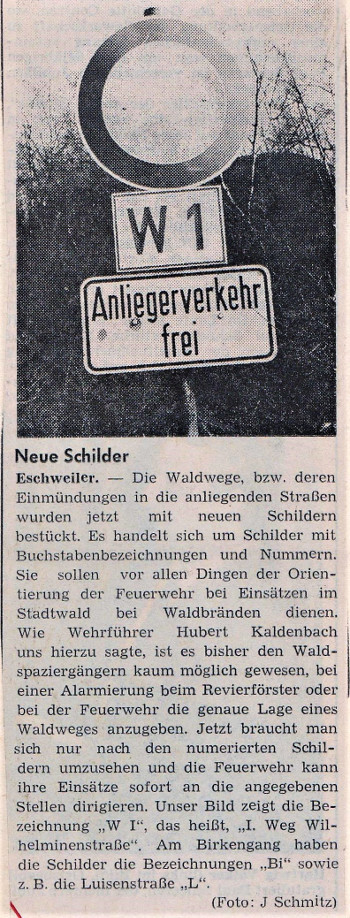 W 1
Anliegerverkehr
frei
Neue Schilder
Eschweiler. — Die Waldwege, bzw. deren
Einmündungen in die anliegenden Straßen
wurden jetzt mit neuen Schildern
bestückt. Es handelt sich um Schilder mit
Buchstabenbezeichnungen und Nummern.
Sie sollen vor allen Dingen der Orien-
tierung der Feuerwehr bei Einsätzen im
Stadtwald bei Waldbränden dienen.
Wie Wehrführer Hubert Kaldenbach
uns hierzu sagte, ist es bisher den Wald-
spaziergängern kaum möglich gewesen, bei
einer Alarmierung beim Revierförster oder
bei der Feuerwehr die genaue Lage eines
Waldweges anzugeben. Jetzt braucht man
sich nur nach den numerierten Schil-
dern umzusehen und die Feuerwehr kann
ihre Einsätze sofort an die angegebenen
Stellen dirigieren. Unser Bild zeigt die Be-
zeichnung „W I", das heißt, „I. Weg Wil-
helminenstraße". Am Birkengang haben
die Schilder die Bezeichnungen „Bi" sowie
z. B. die Luisenstraße „L".
(Foto: J Schmitz)